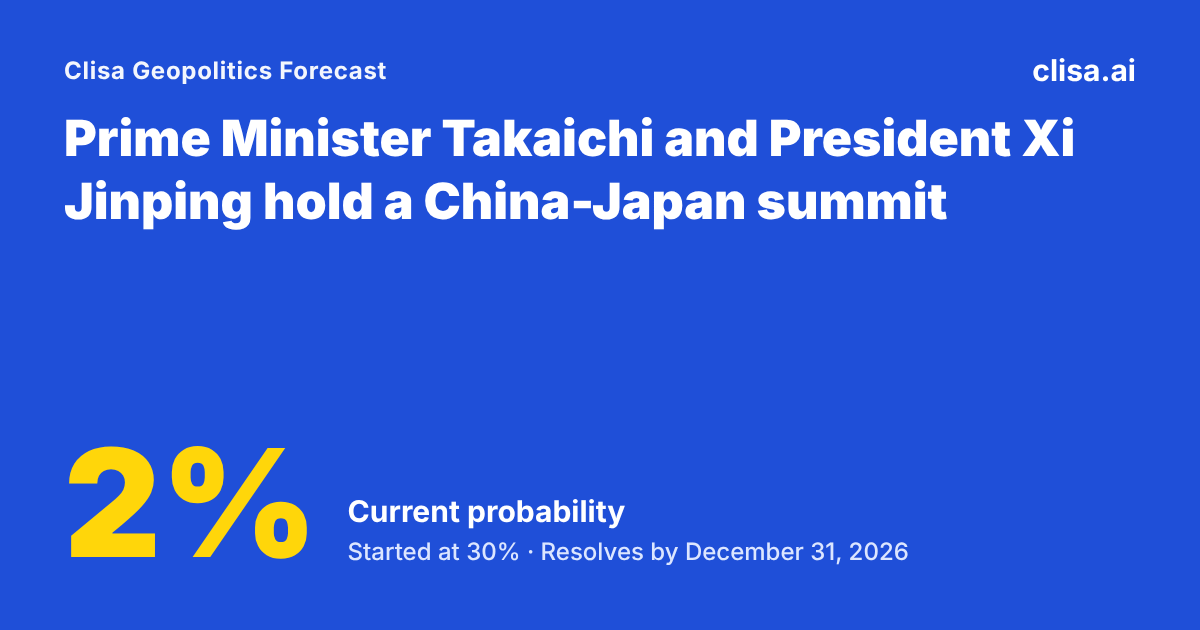 Clisa Geopolitics Forecast
clisa.ai
Prime Minister Takaichi and President Xi
Jinping hold a China-Japan summit
2%
Current probability
Started at 30% · Resolves by December 31, 2026